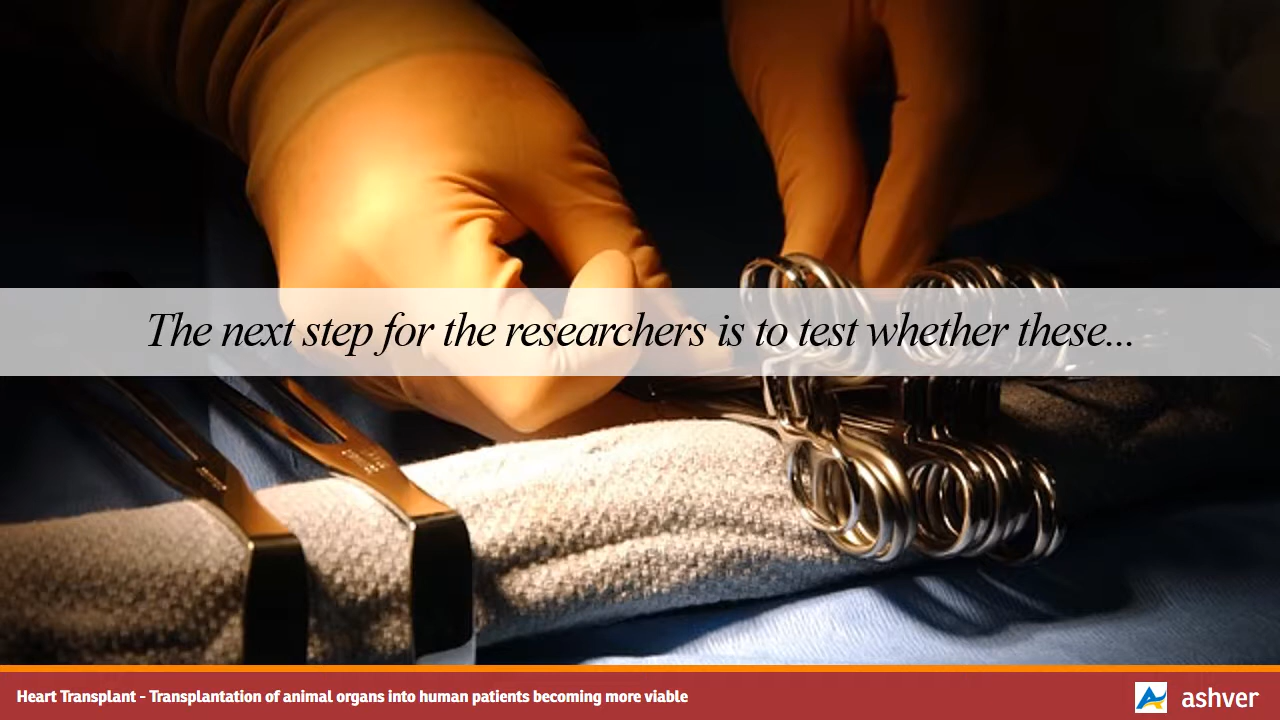 The next step for the researchers is to test whether these...
Heart Transplant - Transplantation of animal organs into human patients becoming more viable
ashver